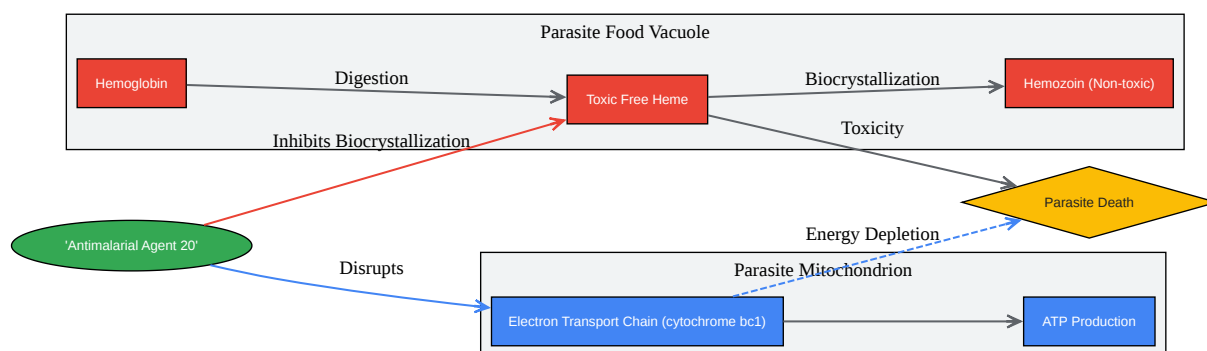 Parasite Food Vacuole
Hemoglobin
Digestion
Toxic Free Heme
Biocrystallization
Hemozoin (Non-toxic)
Inhibits Biocrystallization
Toxicity
Parasite Death
'Antimalarial Agent 20'
Energy Depletion
Disrupts
Parasite Mitochondrion
Electron Transport Chain (cytochrome bc1)
ATP Production